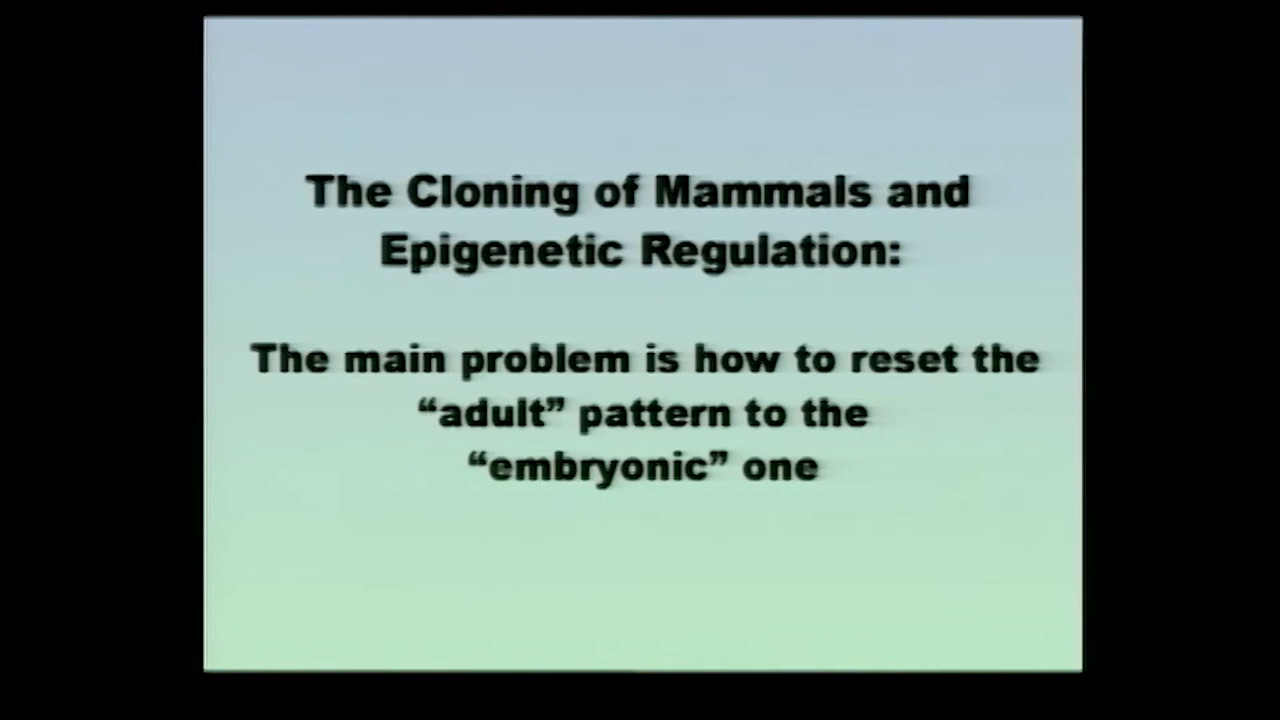 The Cloning of Mammals and
Epigenetic Regulation:
The main problem is how to reset the
“adult” pattern to the
“embryonic” one